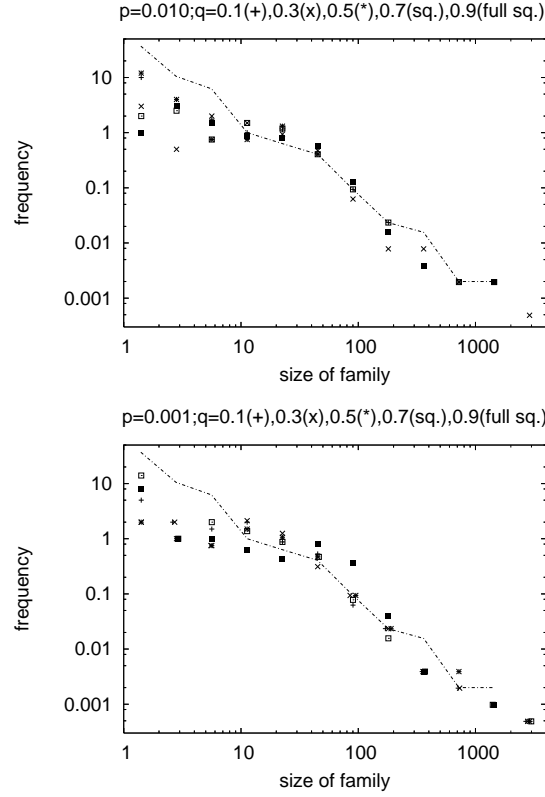 p=0.010;q=0.1(+),0.3(x),0.5(*),0.7(sq.),0.9(full sq.)
10
1
0.1
0.01
0.001
frequency
1 10 100 1000
size of family
p=0.001;q=0.1(+),0.3(x),0.5(*),0.7(sq.),0.9(full sq.)
10
1
0.1
0.01
0.001
frequency
1 10 100 1000
size of family